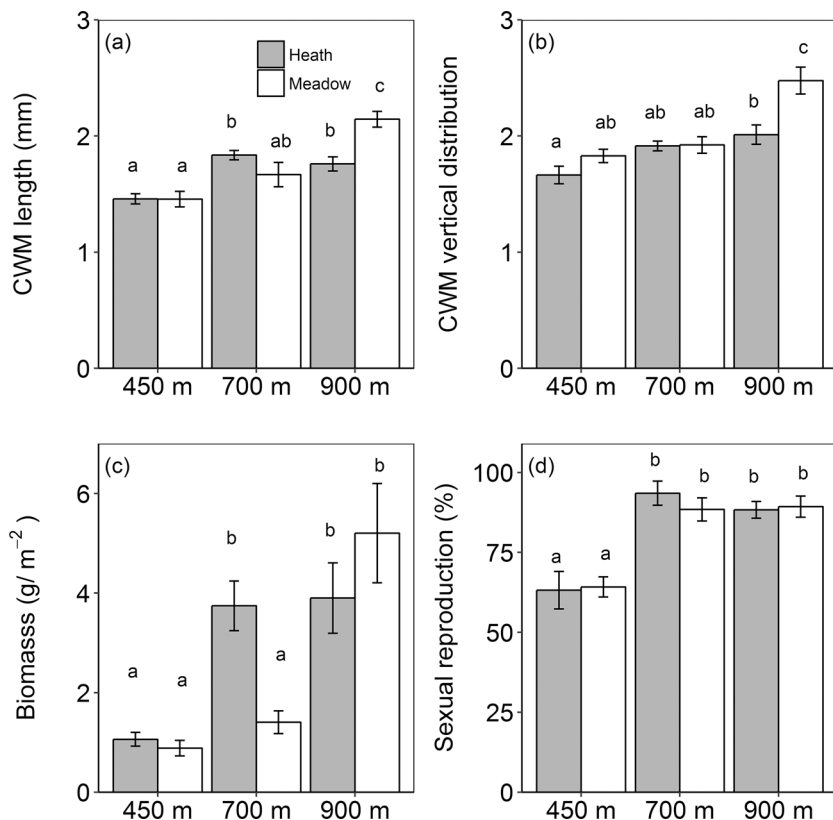 (a)
Heath
Meadow
CWM length (mm)
3
2
1
0
a a b ab b c
450 m 700 m 900 m
(b)
CWM vertical distribution
3
2
1
0
a ab ab ab b c
450 m 700 m 900 m
(c)
Biomasss (g/ m⁻² )
6
4
2
0
a a b a b b
450 m 700 m 900 m
(d)
Sexual reproduction (%)
100
75
50
25
0
a a b b b b
450 m 700 m 900 m